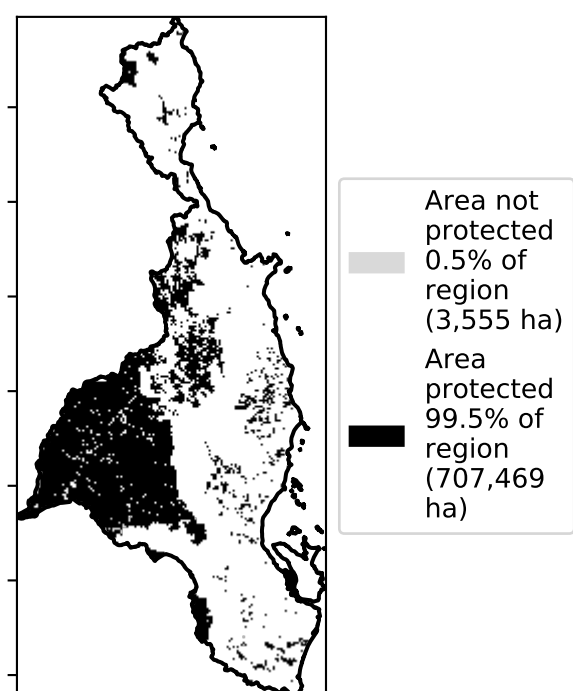 Area not
protected
0.5% of
region
(3,555 ha)
Area
protected
99.5% of
region
(707,469
ha)